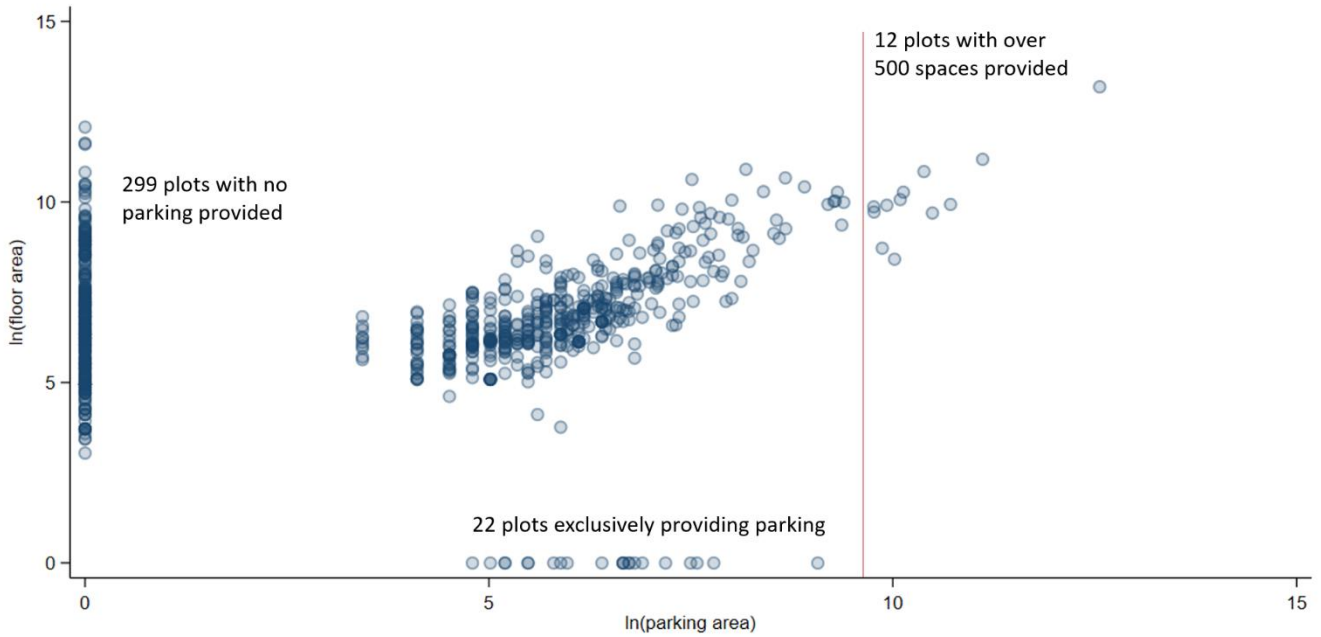 15
12 plots with over
500 spaces provided
299 plots with no
parking provided
10
ln(floor area)
5
22 plots exclusively providing parking
0
0
5
10
15
ln(parking area)